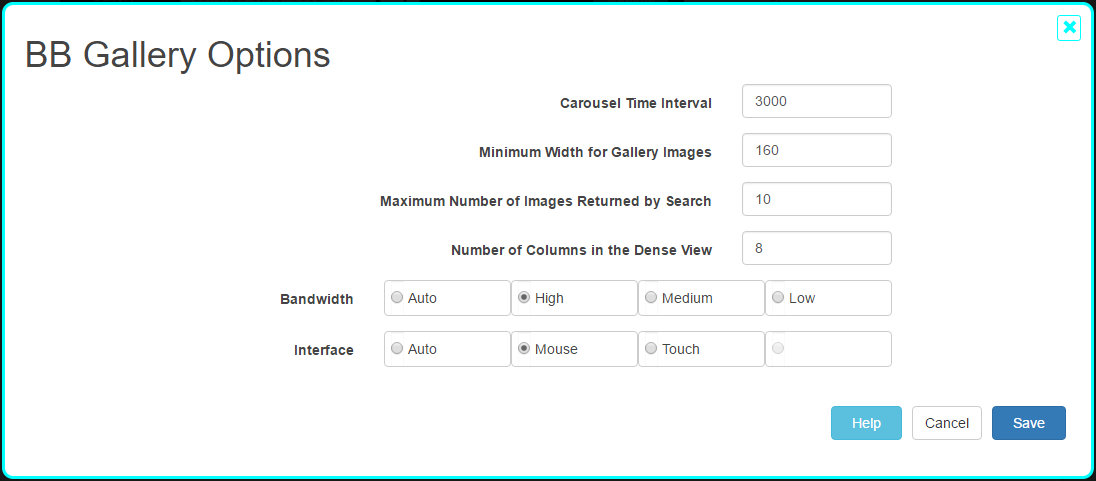 BB Gallery Options
Carousel Time Interval 3000
Minimum Width for Gallery Images 160
Maximum Number of Images Returned by Search 10
Number of Columns in the Dense View 8
Bandwidth Auto High Medium Low
Interface Auto Mouse Touch
Help Cancel Save